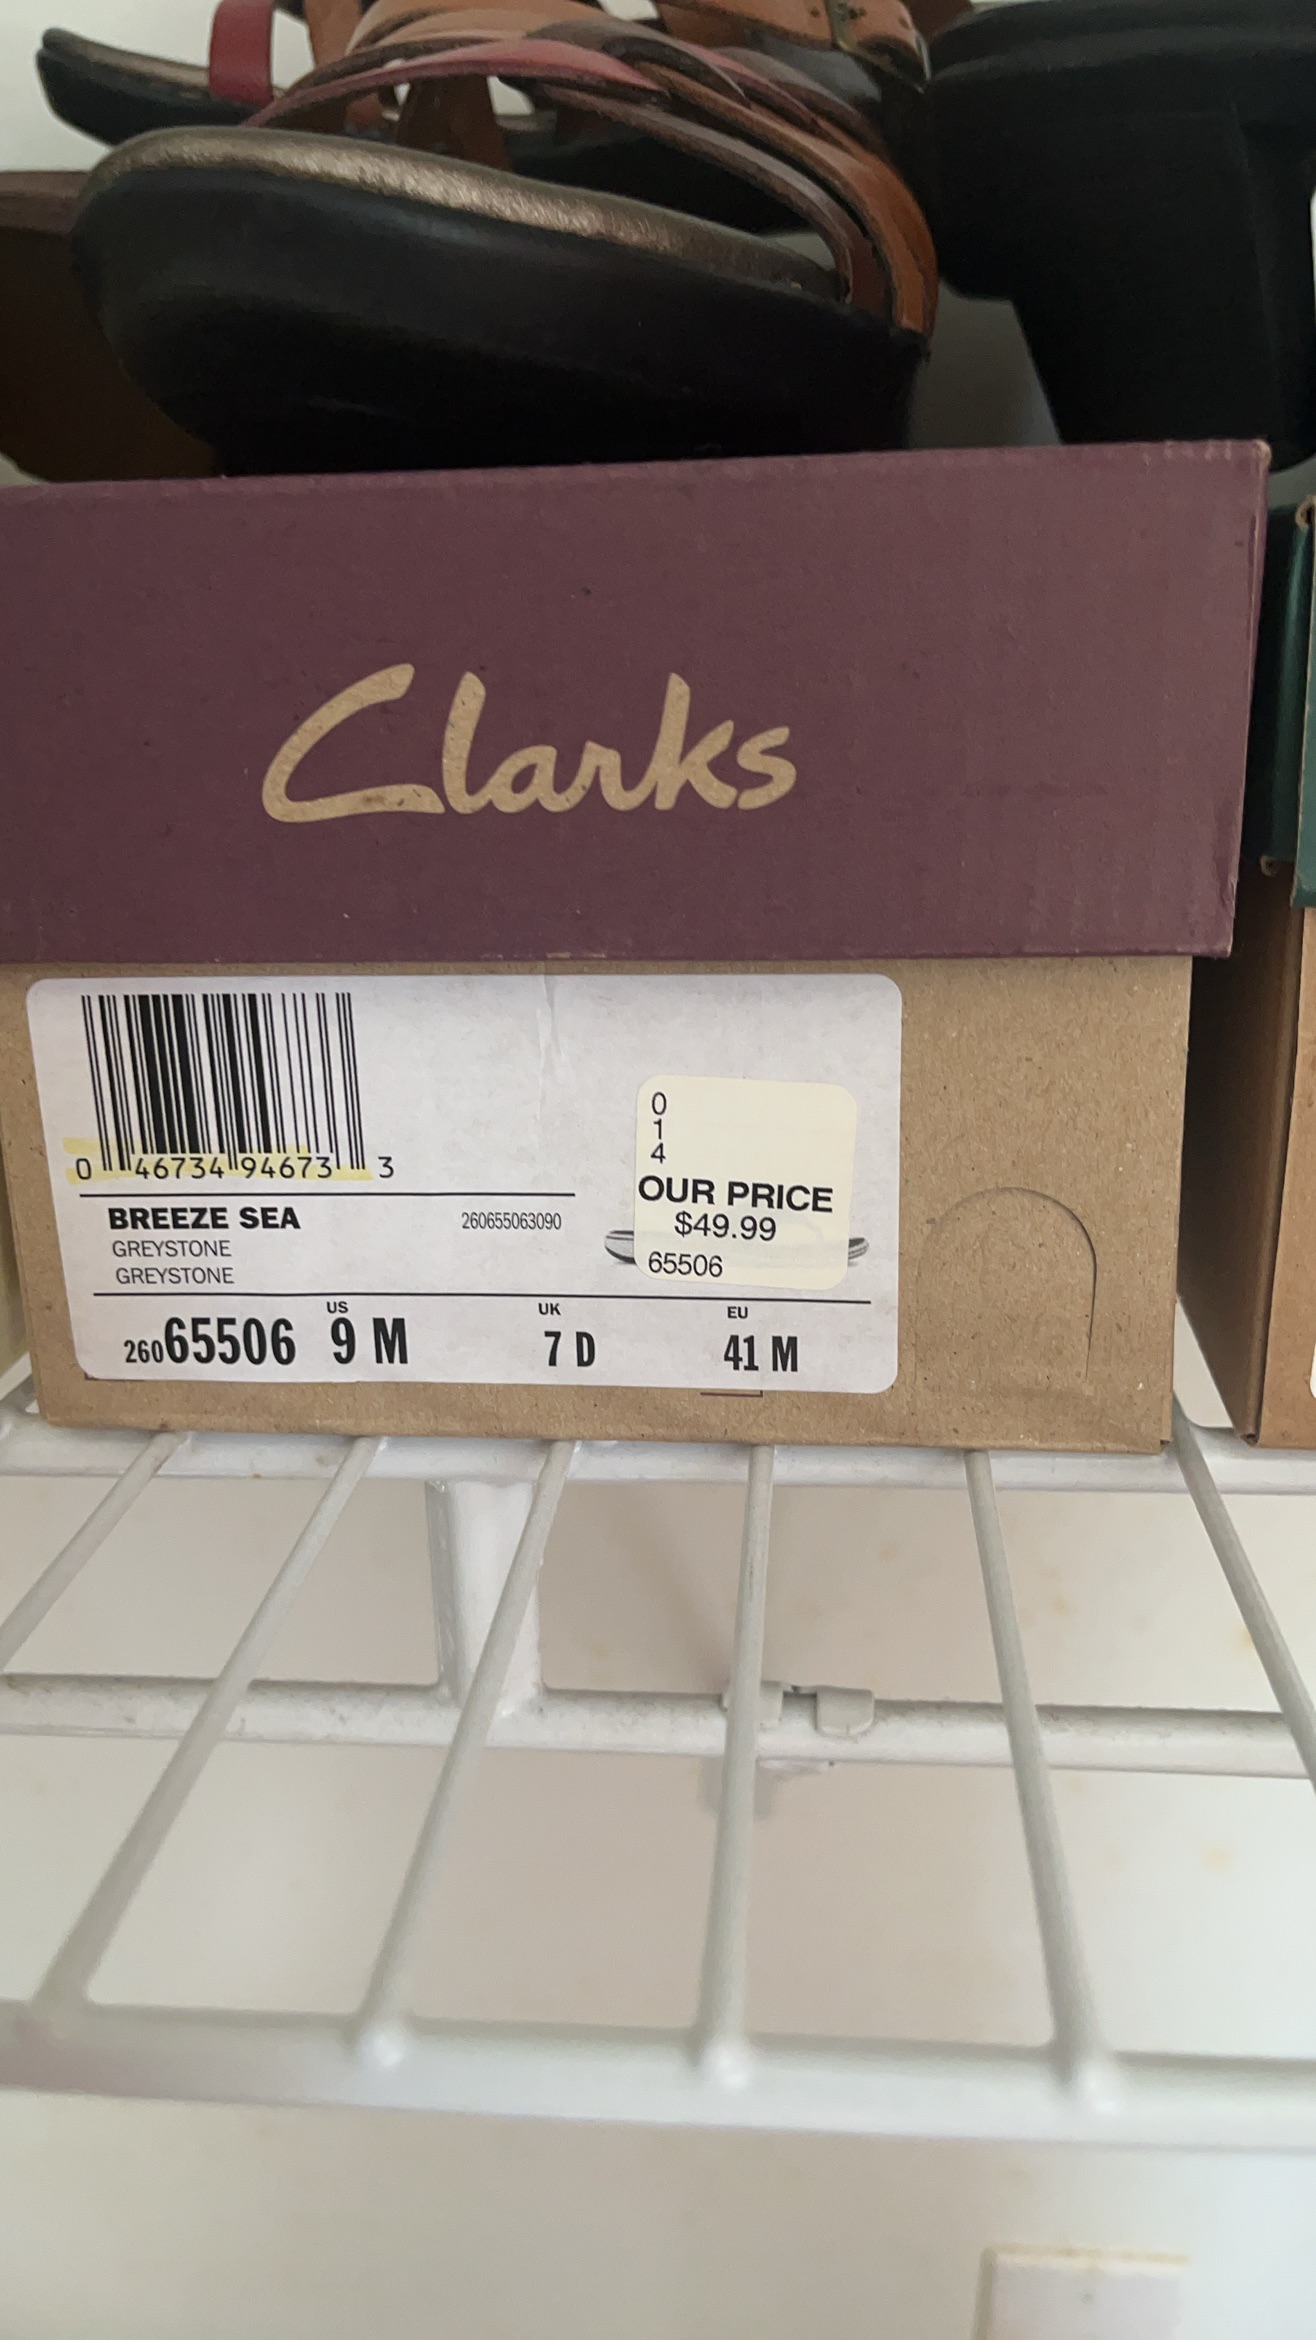 Clarks
0 46734 94673 3
0
1
4
OUR PRICE
$49.99
65506
BREEZE SEA 260655063090
GREYSTONE
GREYSTONE
US UK EU
26065506 9 M 7 D 41 M